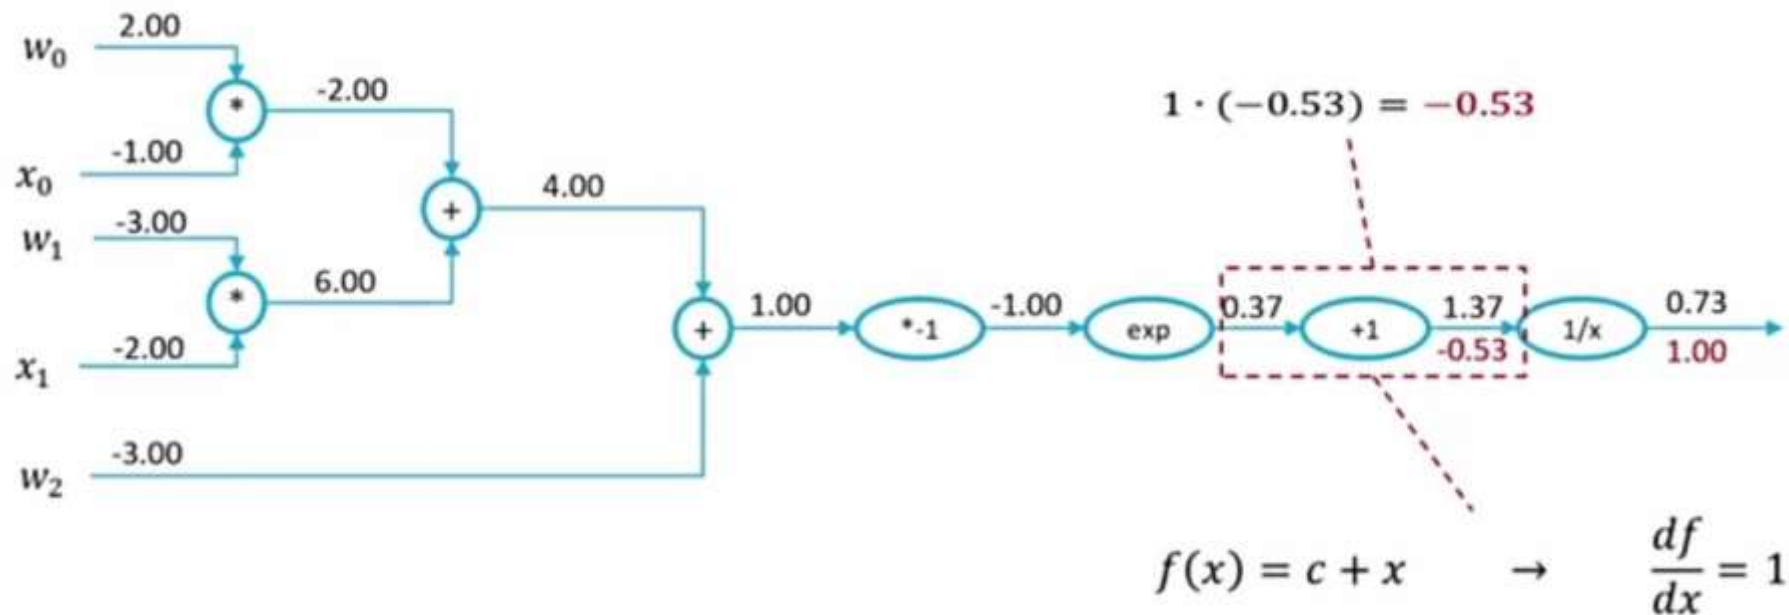 w₀ 2.00
*
-2.00
x₀ -1.00
w₁ -3.00
*
6.00
x₁ -2.00
+
4.00
w₂ -3.00
+
1.00
*-1
-1.00
exp
0.37
+1
1.37
-0.53
1/x
0.73
1.00
1 · (−0.53) = −0.53
f(x) = c + x → df/dx = 1